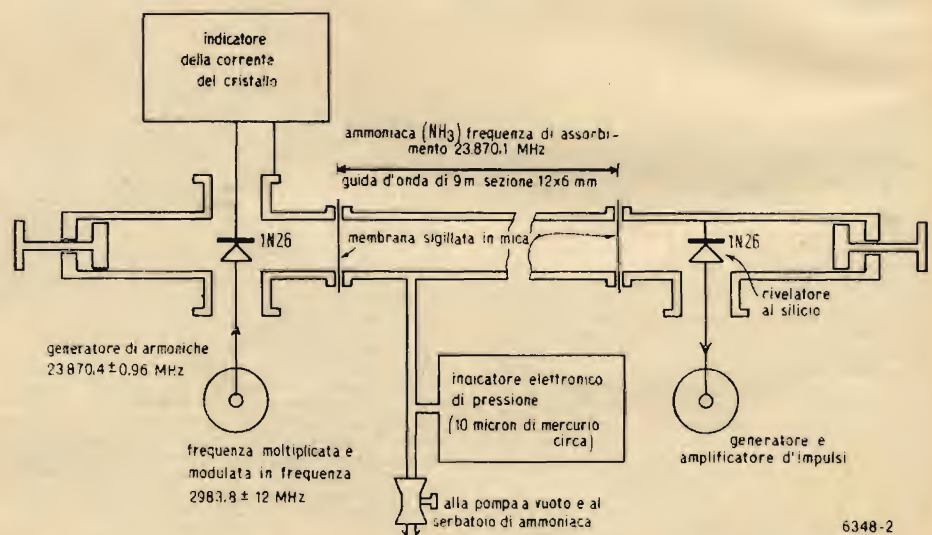 indicatore
della corrente
del cristallo
ammoniaca (NH3) frequenza di assorbi-
mento 23.870.1 MHz
guida d'onda di 9m sezione 12x6 mm
1N26
membrana sigillata in mica
1N26
rivelatore
al silicio
generatore di armoniche
23.870.4 ± 0.96 MHz
indicatore elettronico
di pressione
(10 micron di mercurio
circa)
frequenza moltiplicata e
modulata in frequenza
2983.8 ± 12 MHz
generatore e
amplificatore d'impulsi
alla pompa a vuoto e al
serbatoio di ammoniaca
6348-2